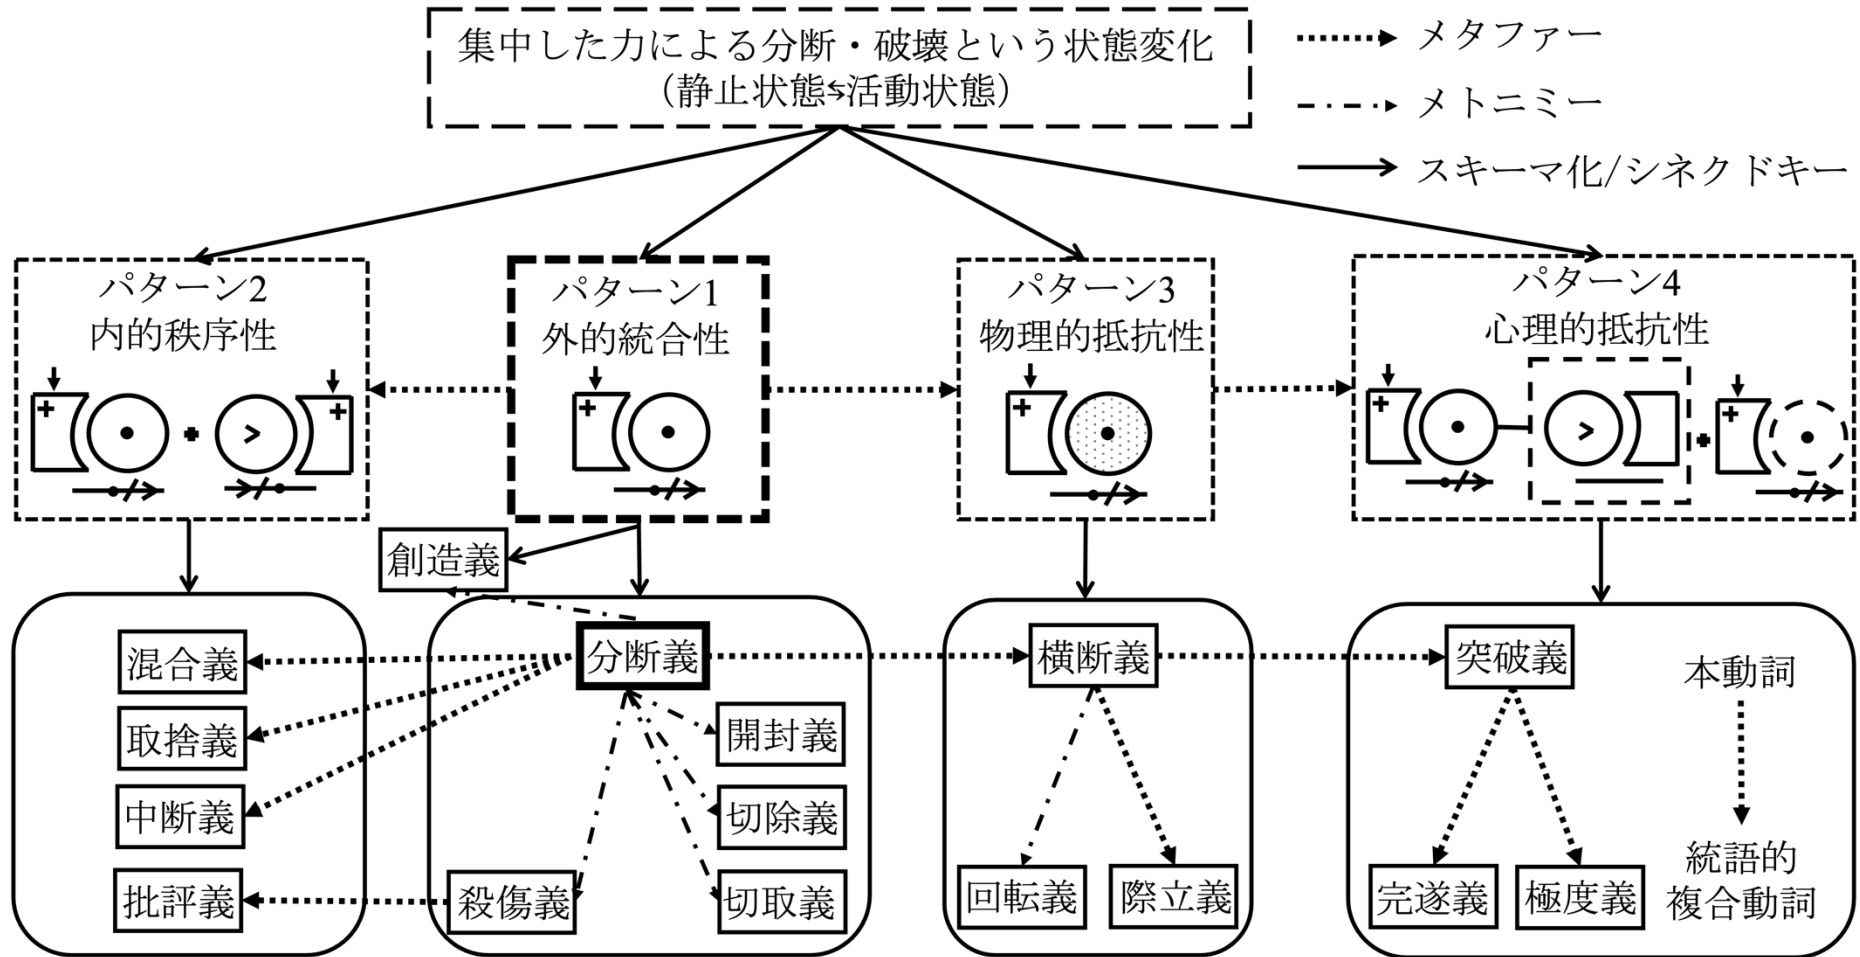 集中した力による分断・破壊という状態変化
（静止状態⇆活動状態）
メタファー
メトニミー
スキーマ化/シネクドキー
パターン2
内的秩序性
パターン1
外的統合性
パターン3
物理的抵抗性
パターン4
心理的抵抗性
創造義
混合義
取捨義
中断義
批評義
分断義
開封義
切除義
殺傷義
切取義
横断義
回転義
際立義
突破義
完遂義
極度義
本動詞
統語的
複合動詞